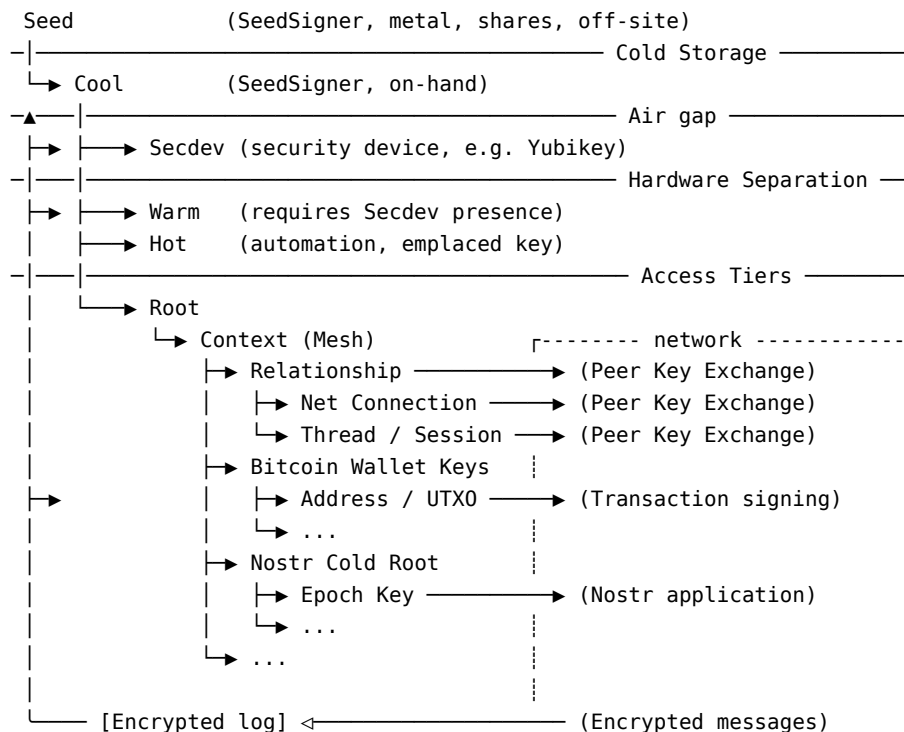 Seed (SeedSigner, metal, shares, off-site)
Cold Storage
Cool (SeedSigner, on-hand)
Air gap
Secdev (security device, e.g. Yubikey)
Hardware Separation
Warm (requires Secdev presence)
Hot (automation, emplaced key)
Access Tiers
Root
Context (Mesh) network
Relationship (Peer Key Exchange)
Net Connection (Peer Key Exchange)
Thread / Session (Peer Key Exchange)
Bitcoin Wallet Keys
Address / UTXO (Transaction signing)
...
Nostr Cold Root
Epoch Key (Nostr application)
...
...
[Encrypted log] (Encrypted messages)